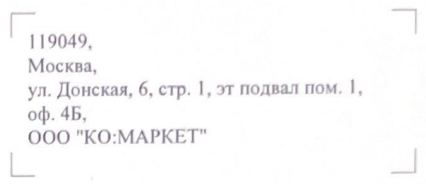 119049,
Москва,
ул. Донская, 6, стр. 1, эт подвал пом. 1,
оф. 4Б,
ООО "КО:МАРКЕТ"